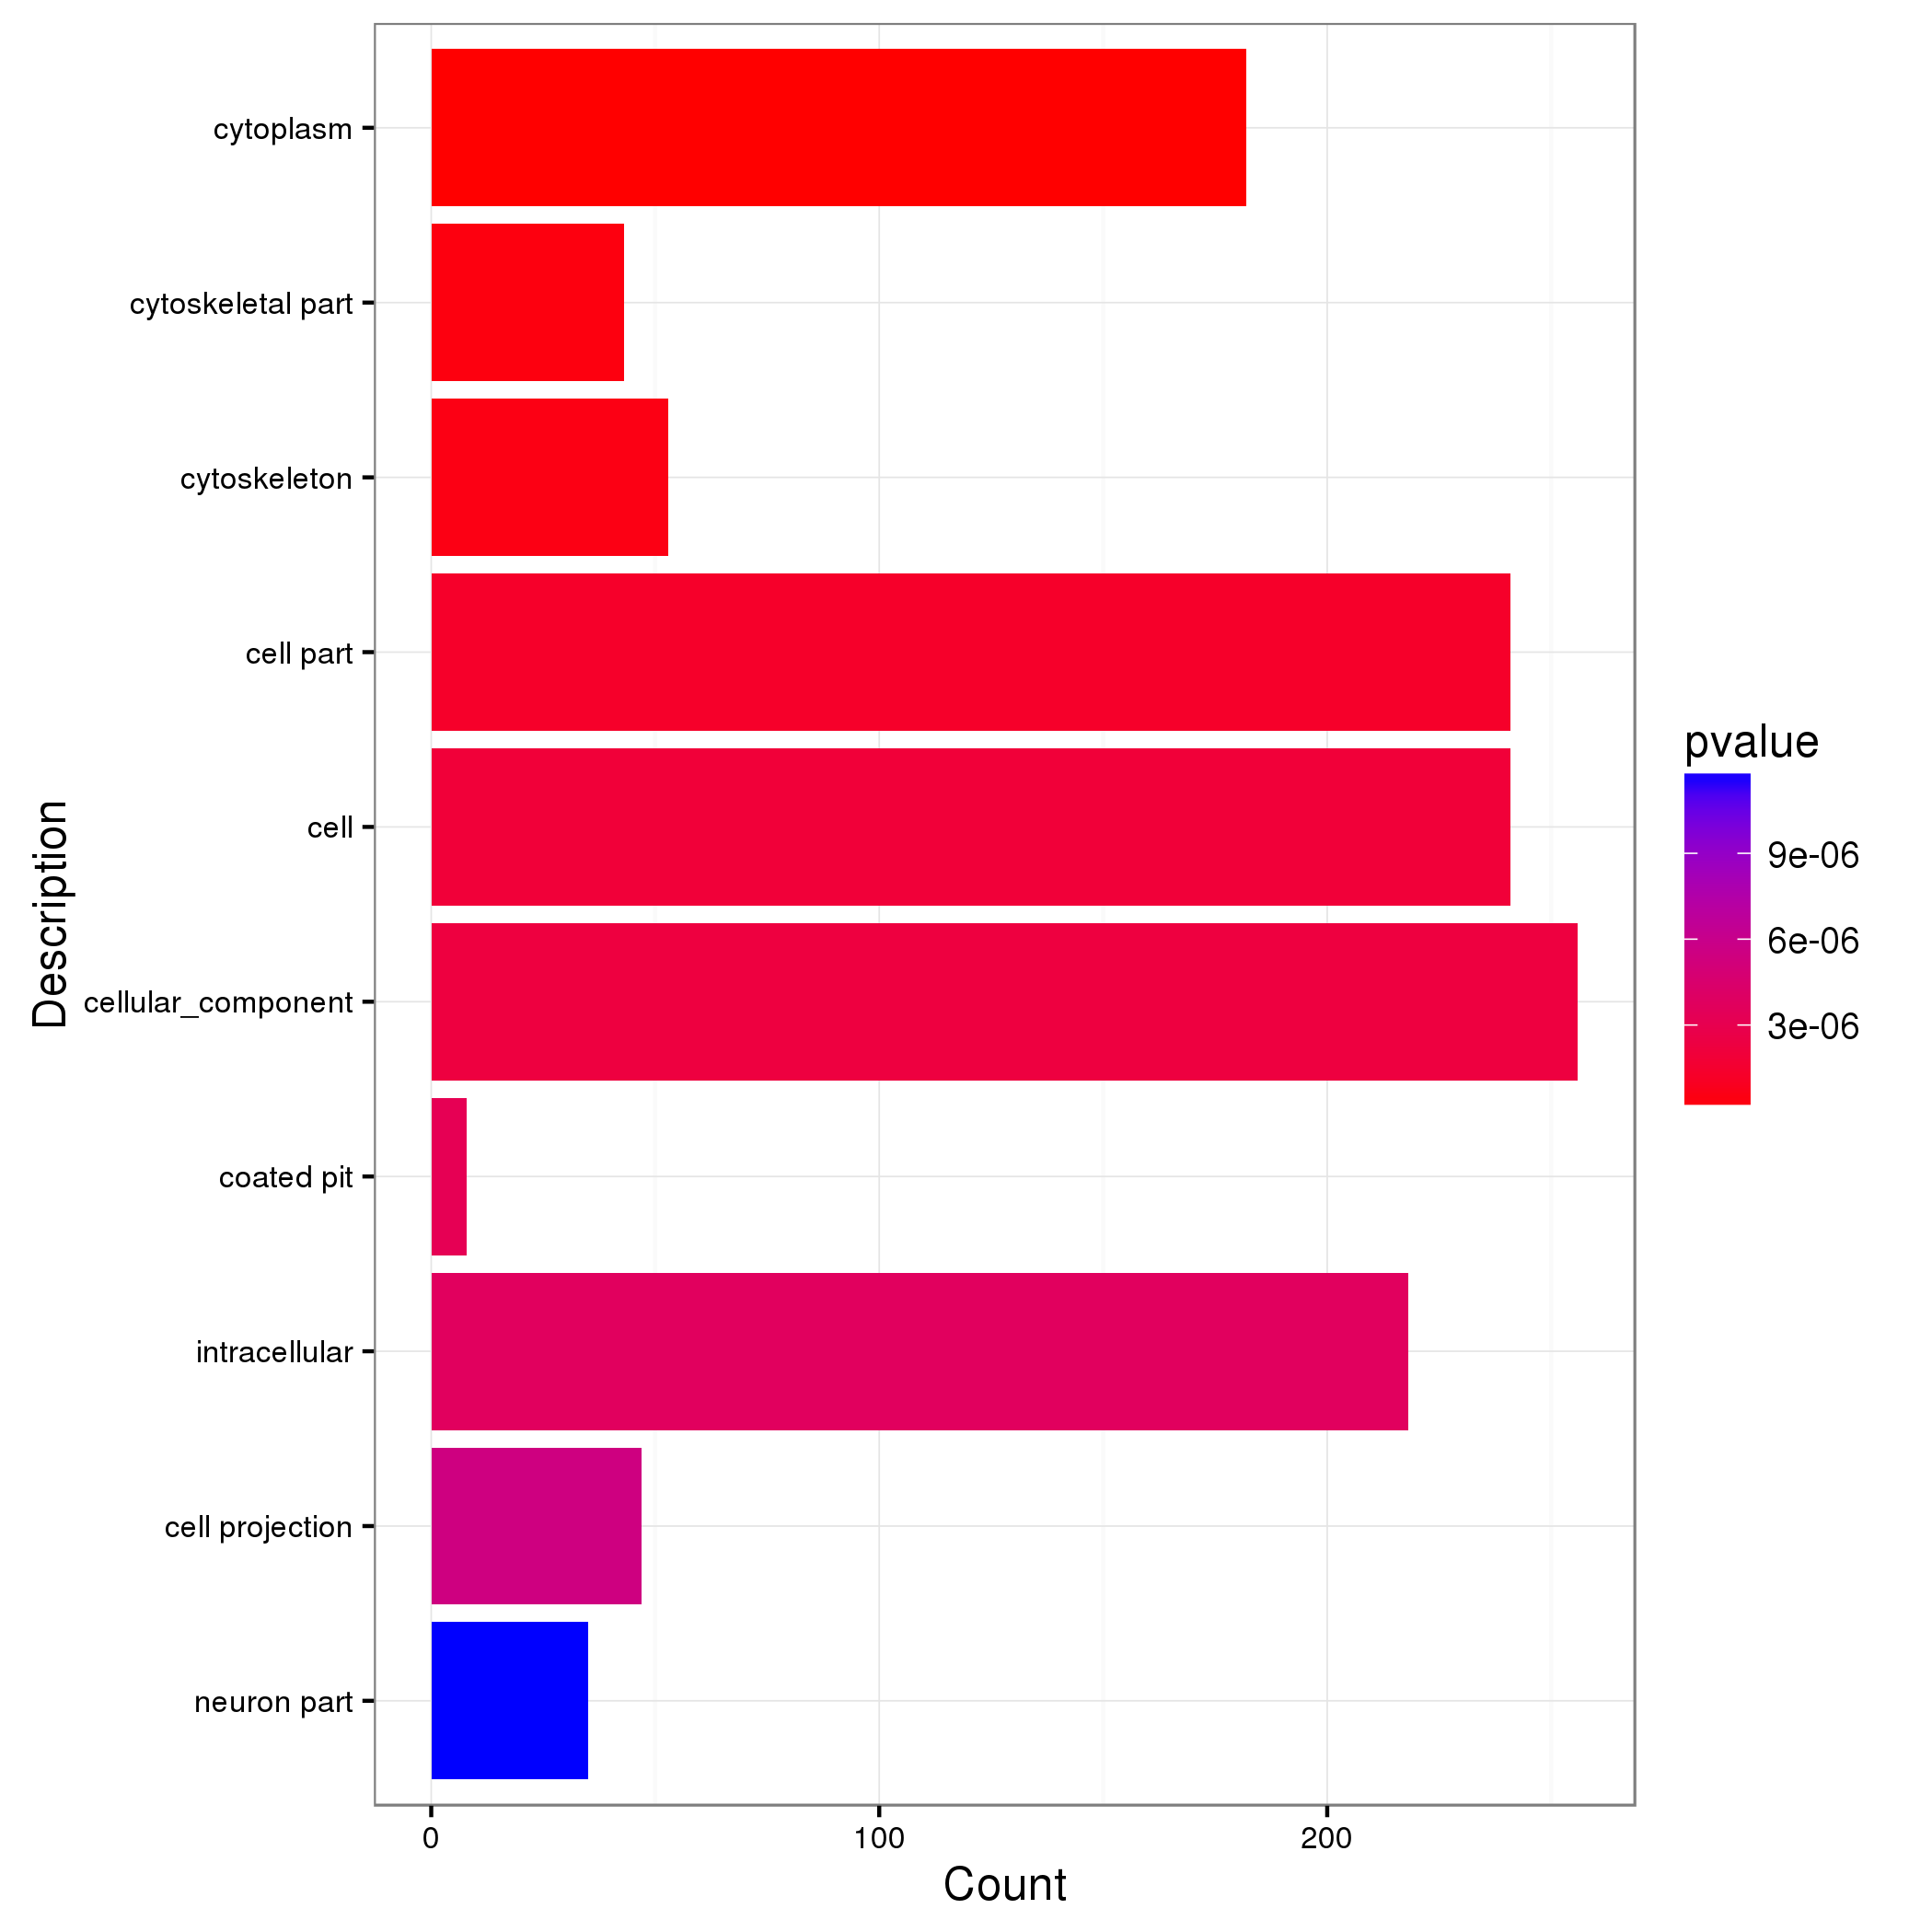 cytoplasm
cytoskeletal part
cytoskeleton
cell part
cell
cellular_component
coated pit
intracellular
cell projection
neuron part
Description
0
100
200
Count
pvalue
9e-06
6e-06
3e-06